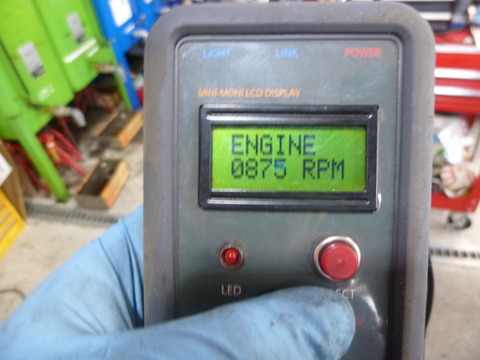 LIGHT LINK POWER
MINI-MONI LCD DISPLAY
ENGINE
0875 RPM
LED